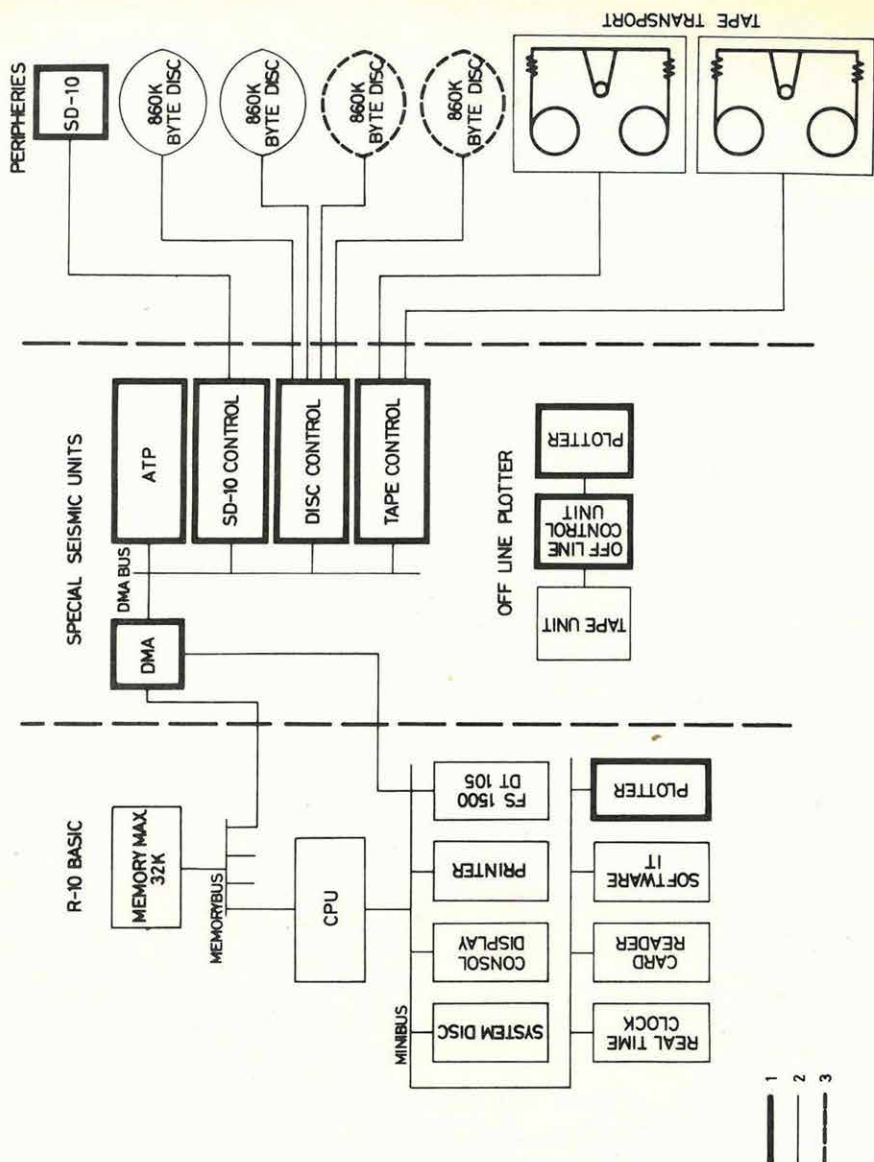 R-10 BASIC
MEMORY MAX
32K
MEMORYBUS
CPU
MINIBUS
SYSTEM DISC
CONSOL
DISPLAY
PRINTER
FS 1500
DT 105
REAL TIME
CLOCK
CARD
READER
SOFTWARE
IT
PLOTTER
SPECIAL SEISMIC UNITS
DMA
DMA BUS
ATP
SD-10 CONTROL
DISC CONTROL
TAPE CONTROL
OFF LINE PLOTTER
TAPE UNIT
OFF LINE
CONTROL
UNIT
PLOTTER
PERIPHERIES
SD-10
860K
BYTE DISC
860K
BYTE DISC
860K
BYTE DISC
860K
BYTE DISC
TAPE TRANSPORT
1
2
3